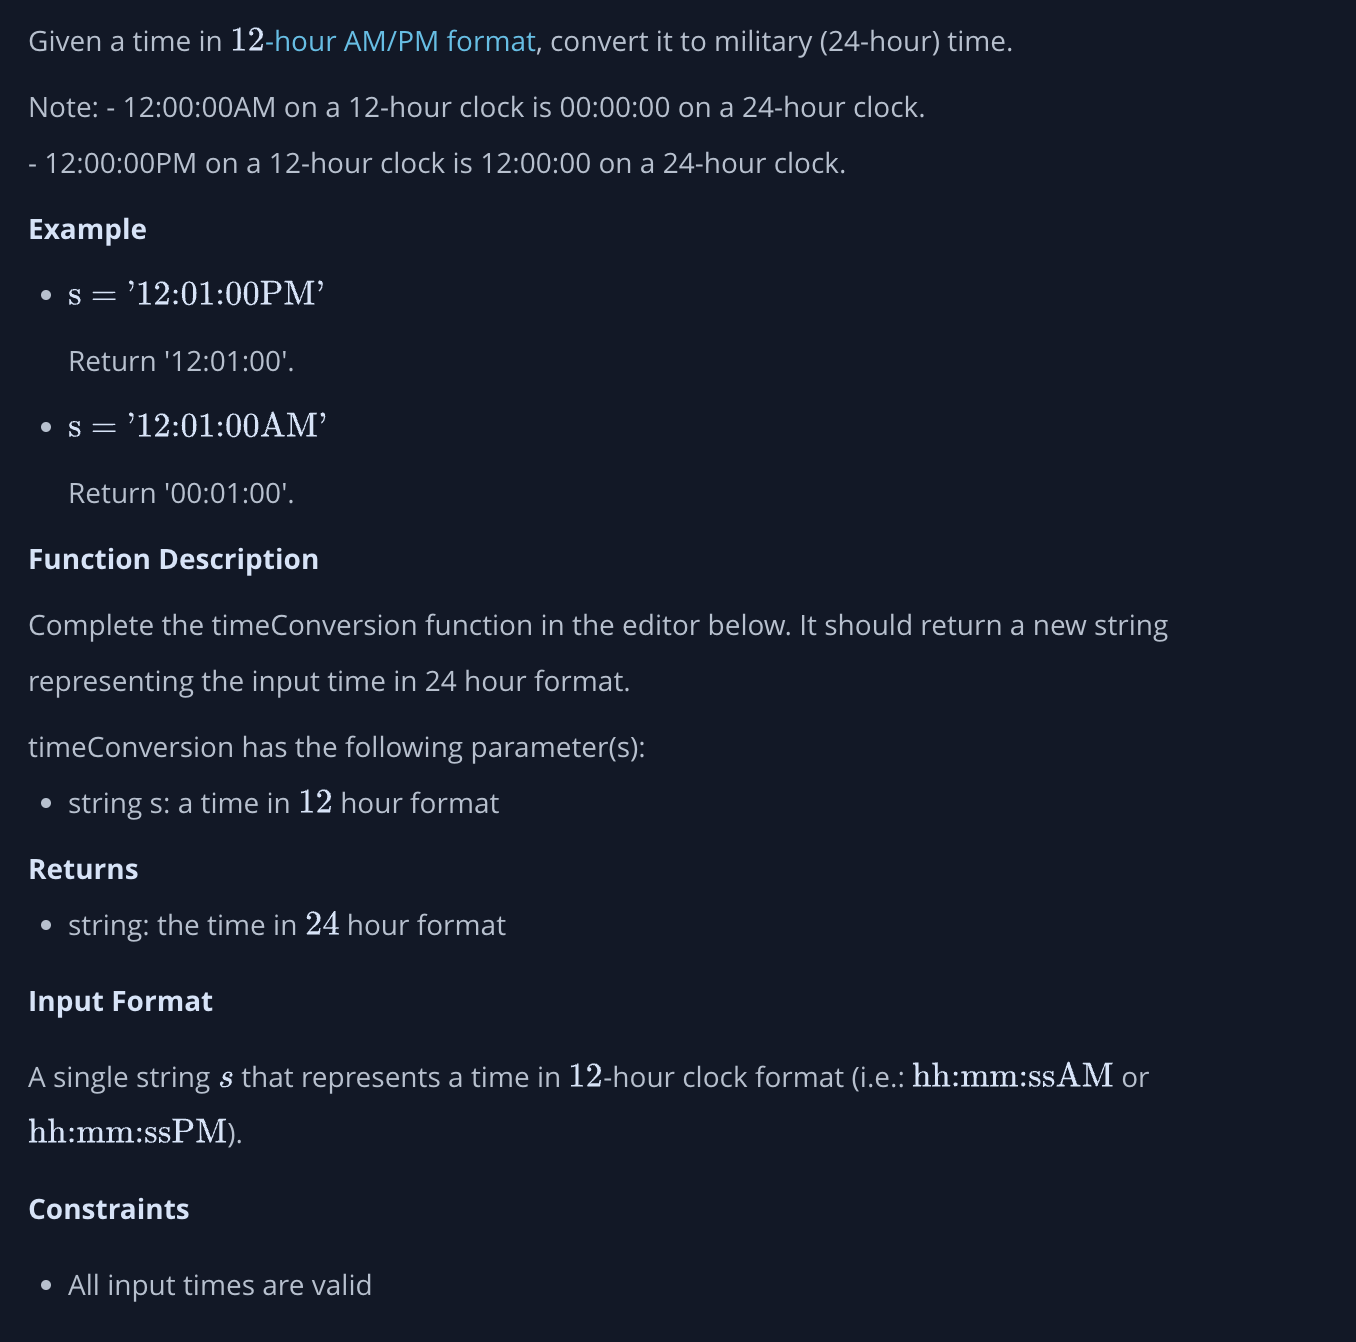 Given a time in 12-hour AM/PM format, convert it to military (24-hour) time.
Note: - 12:00:00AM on a 12-hour clock is 00:00:00 on a 24-hour clock.
- 12:00:00PM on a 12-hour clock is 12:00:00 on a 24-hour clock.
Example
• s = ’12:01:00PM’
Return '12:01:00'.
• s = ’12:01:00AM’
Return '00:01:00'.
Function Description
Complete the timeConversion function in the editor below. It should return a new string
representing the input time in 24 hour format.
timeConversion has the following parameter(s):
• string s: a time in 12 hour format
Returns
• string: the time in 24 hour format
Input Format
A single string s that represents a time in 12-hour clock format (i.e.: hh:mm:ssAM or
hh:mm:ssPM).
Constraints
• All input times are valid